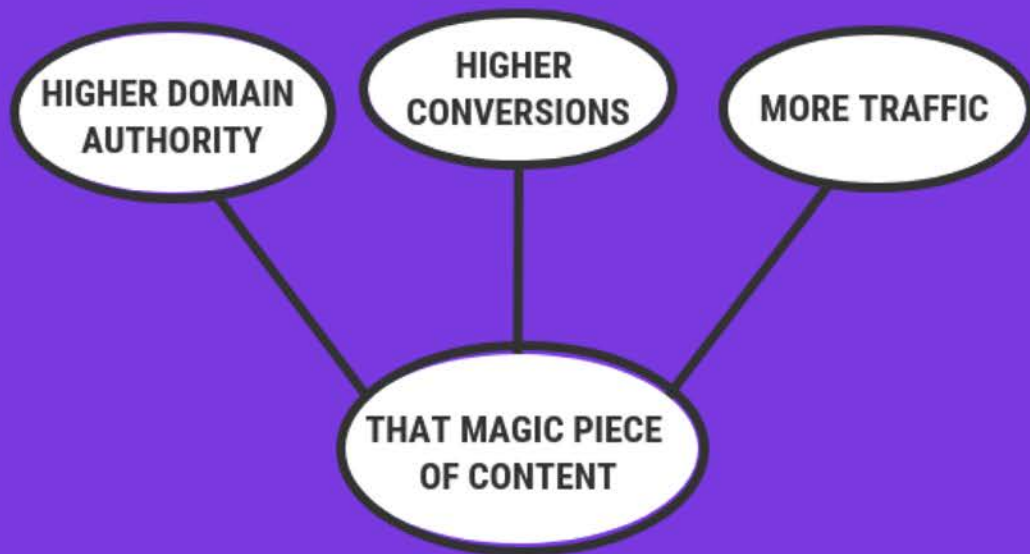 HIGHER DOMAIN
AUTHORITY
HIGHER
CONVERSIONS
MORE TRAFFIC
THAT MAGIC PIECE
OF CONTENT